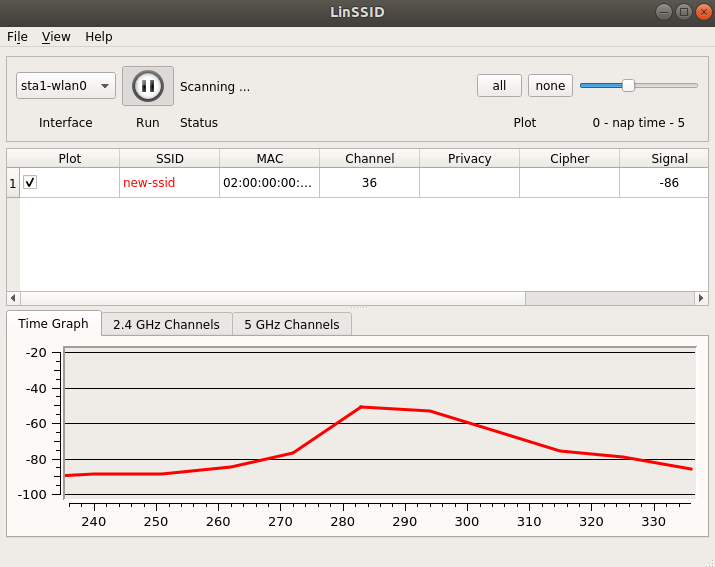 LinSSID
File View Help
sta1-wlan0 Scanning ... all none
Interface Run Status Plot 0 - nap time - 5
Plot SSID MAC Channel Privacy Cipher Signal
1 new-ssid 02:00:00:00:... 36 -86
Time Graph 2.4 GHz Channels 5 GHz Channels
-20
-40
-60
-80
-100
240 250 260 270 280 290 300 310 320 330